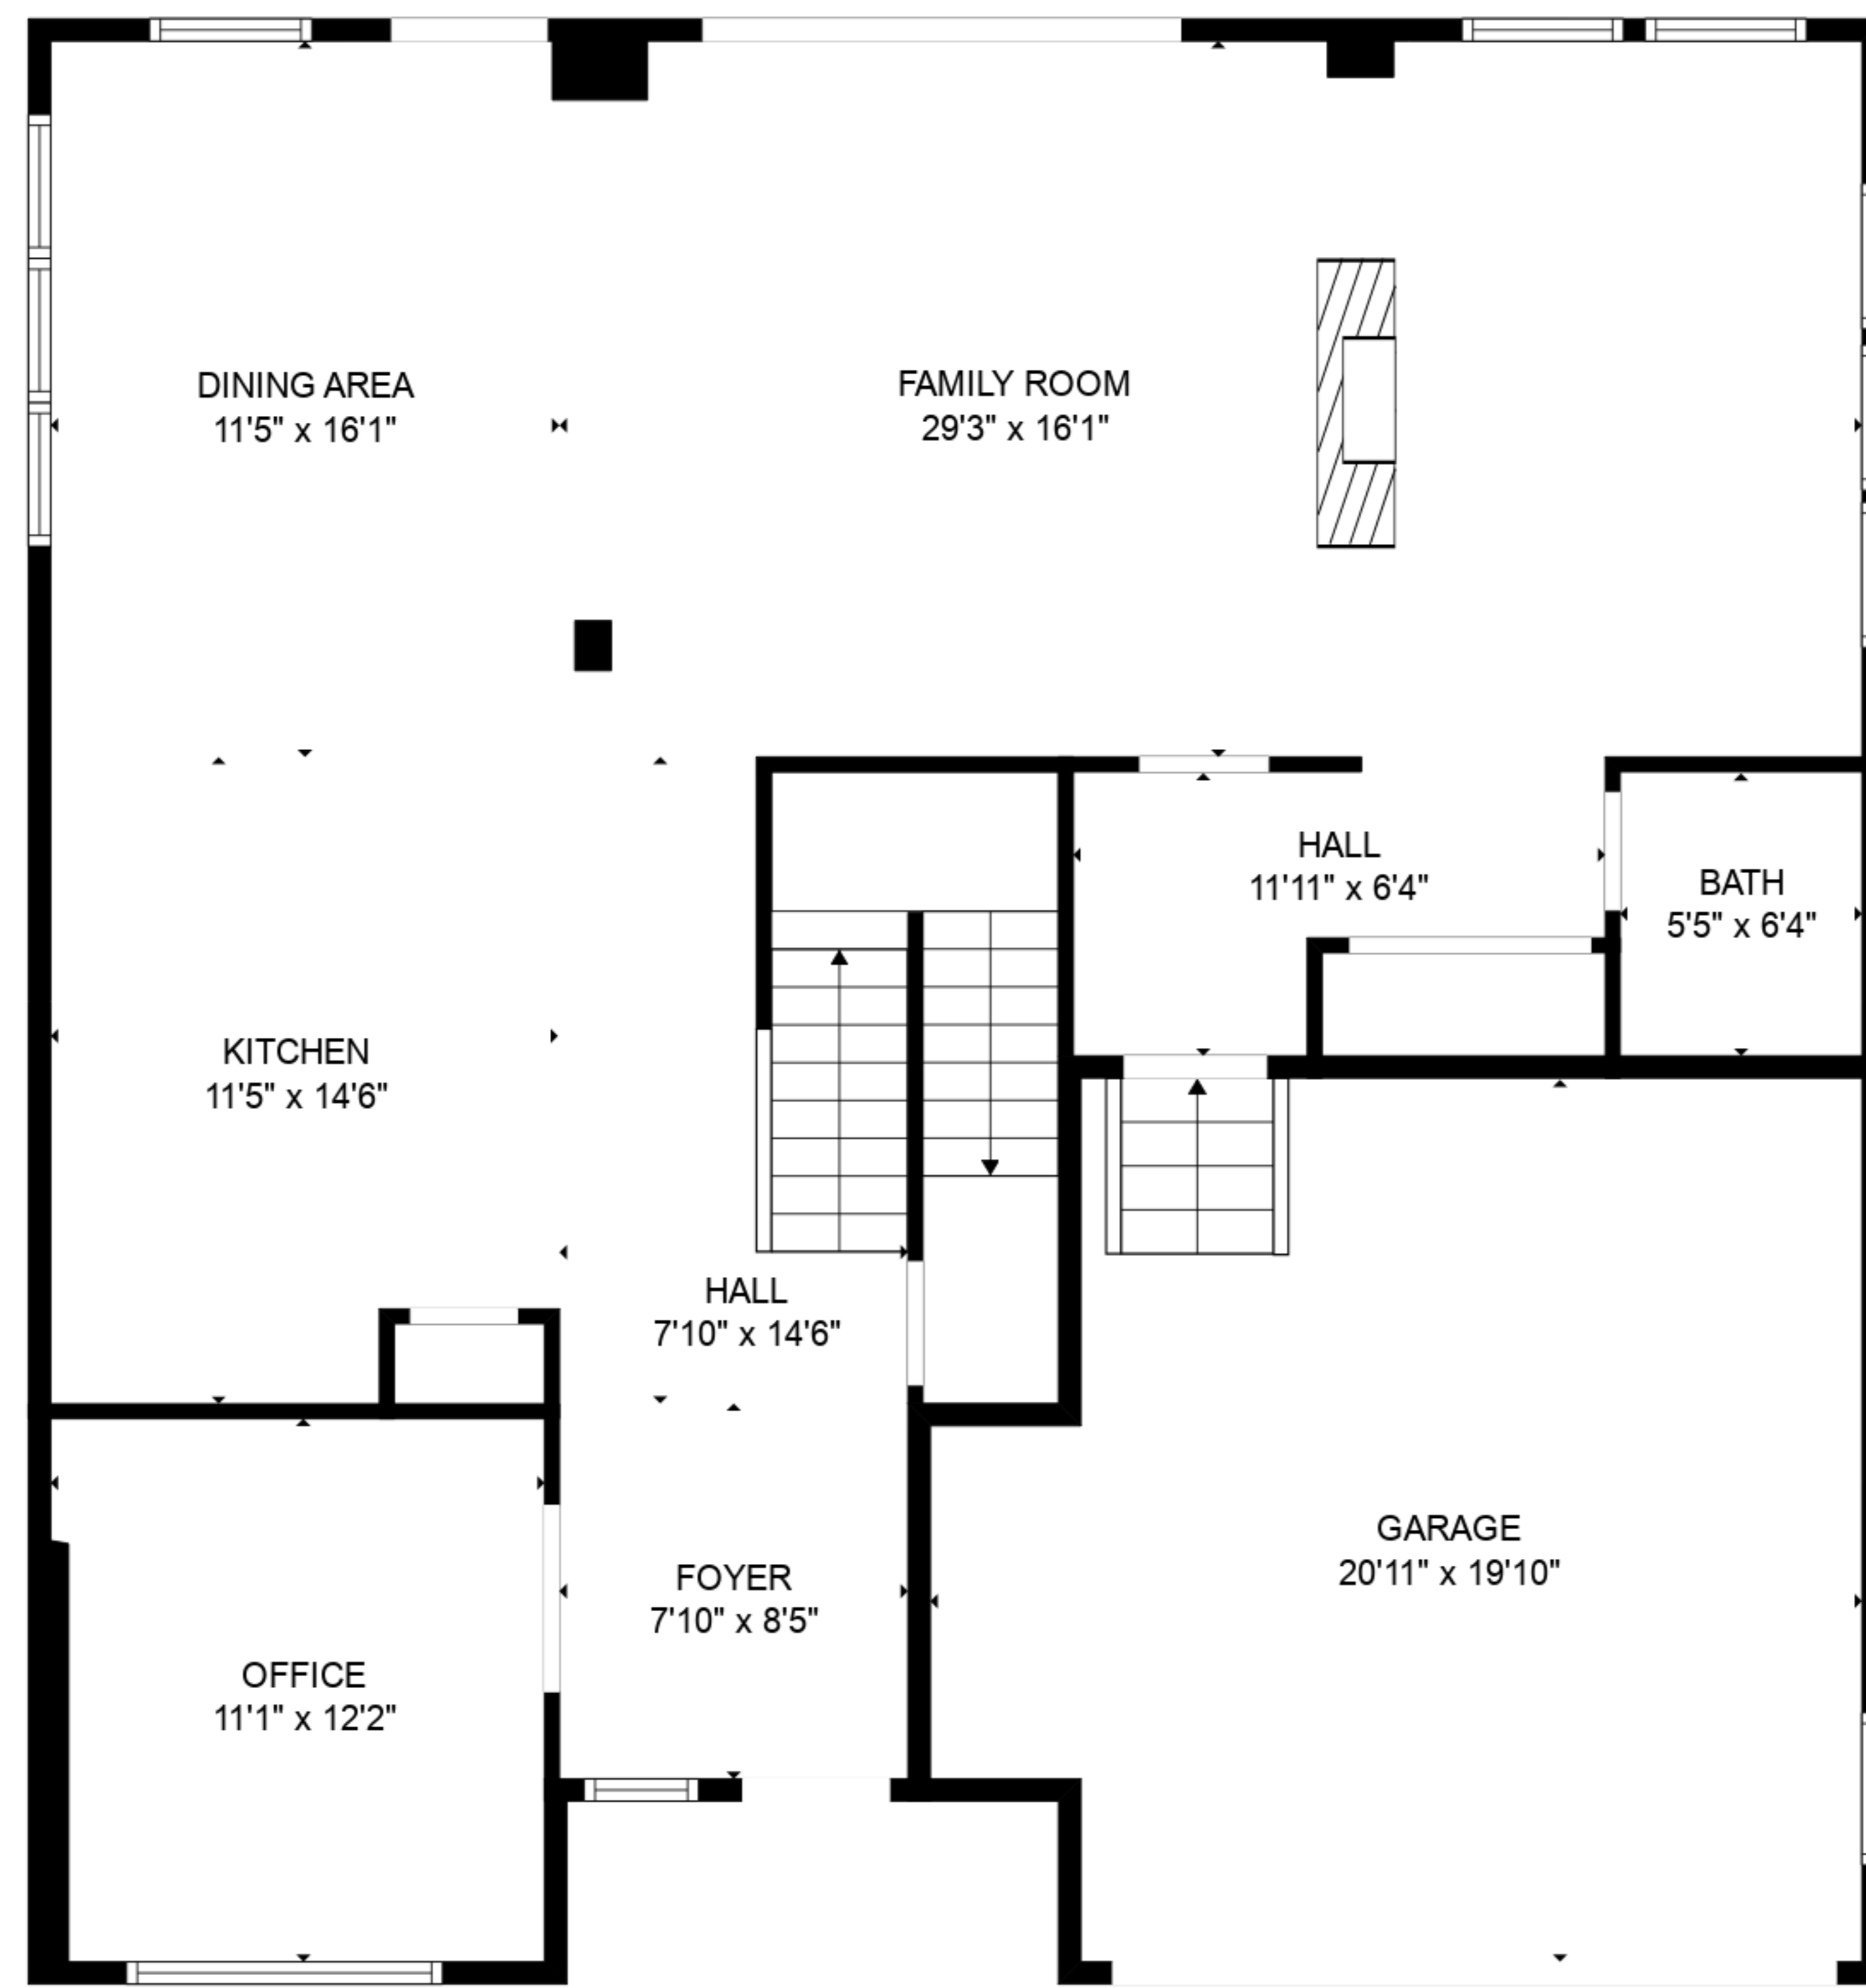 DINING AREA
11'5" x 16'1"
FAMILY ROOM
29'3" x 16'1"
HALL
11'11" x 6'4"
BATH
5'5" x 6'4"
KITCHEN
11'5" x 14'6"
HALL
7'10" x 14'6"
GARAGE
20'11" x 19'10"
FOYER
7'10" x 8'5"
OFFICE
11'1" x 12'2"